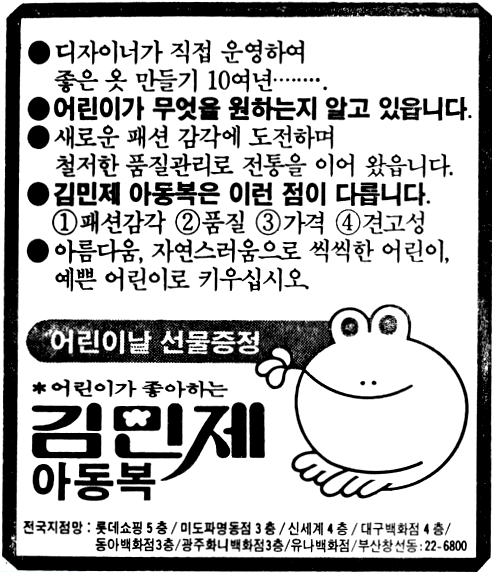 ● 디자이너가 직접 운영하여
좋은 옷 만들기 10여년………
● 어린이가 무엇을 원하는지 알고 있읍니다.
● 새로운 패션 감각에 도전하며
철저한 품질관리로 전통을 이어 왔읍니다.
● 김민제 아동복은 이런 점이 다릅니다.
①패션감각 ②품질 ③가격 ④견고성
● 아름다움, 자연스러움으로 씩씩한 어린이,
예쁜 어린이로 키우십시오.
어린이날 선물증정
*어린이가 좋아하는
김민제
아동복
전국지점망 : 롯데쇼핑 5층 / 미도파명동점 3층 / 신세계 4층 / 대구백화점 4층/
동아백화점3층/광주화니백화점3층/유나백화점/부산창선동:22-6800